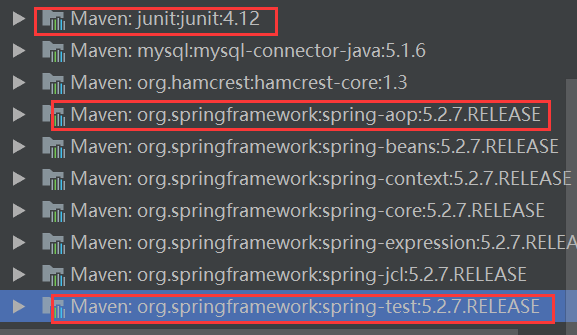 Maven: junit:junit:4.12
Maven: mysql:mysql-connector-java:5.1.6
Maven: org.hamcrest:hamcrest-core:1.3
Maven: org.springframework:spring-aop:5.2.7.RELEASE
Maven: org.springframework:spring-beans:5.2.7.RELEASE
Maven: org.springframework:spring-context:5.2.7.RELEASE
Maven: org.springframework:spring-core:5.2.7.RELEASE
Maven: org.springframework:spring-expression:5.2.7.RELEASE
Maven: org.springframework:spring-jcl:5.2.7.RELEASE
Maven: org.springframework:spring-test:5.2.7.RELEASE